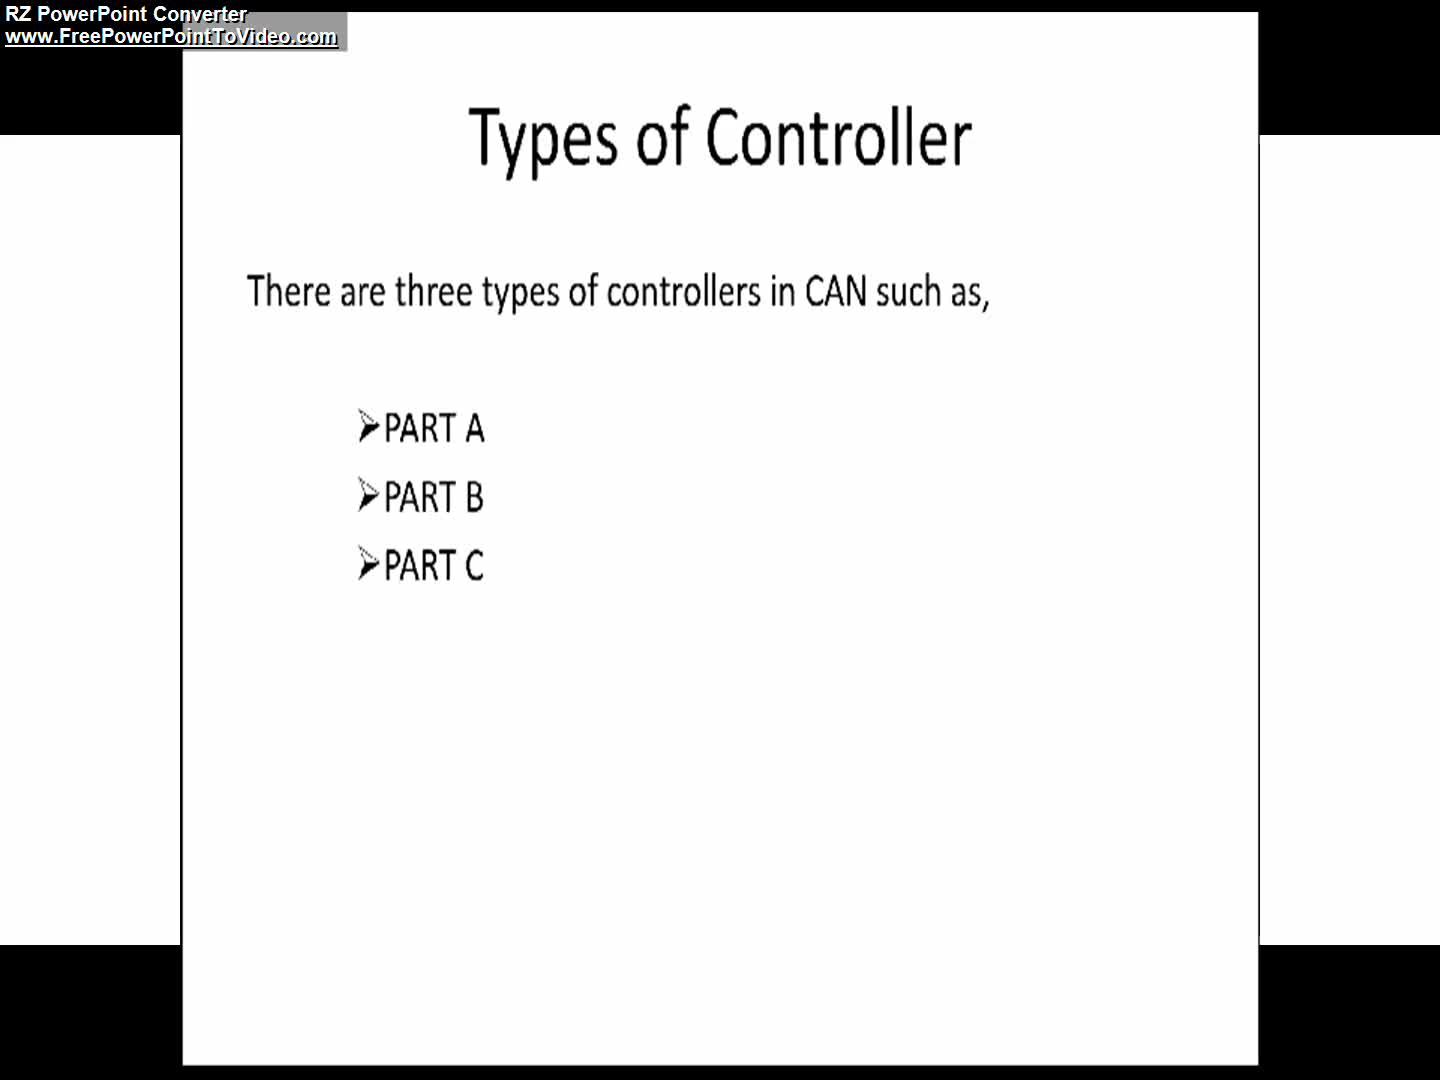 RZ PowerPoint Converter
www.FreePowerPointToVideo.com
Types of Controller
There are three types of controllers in CAN such as,
PART A
PART B
PART C